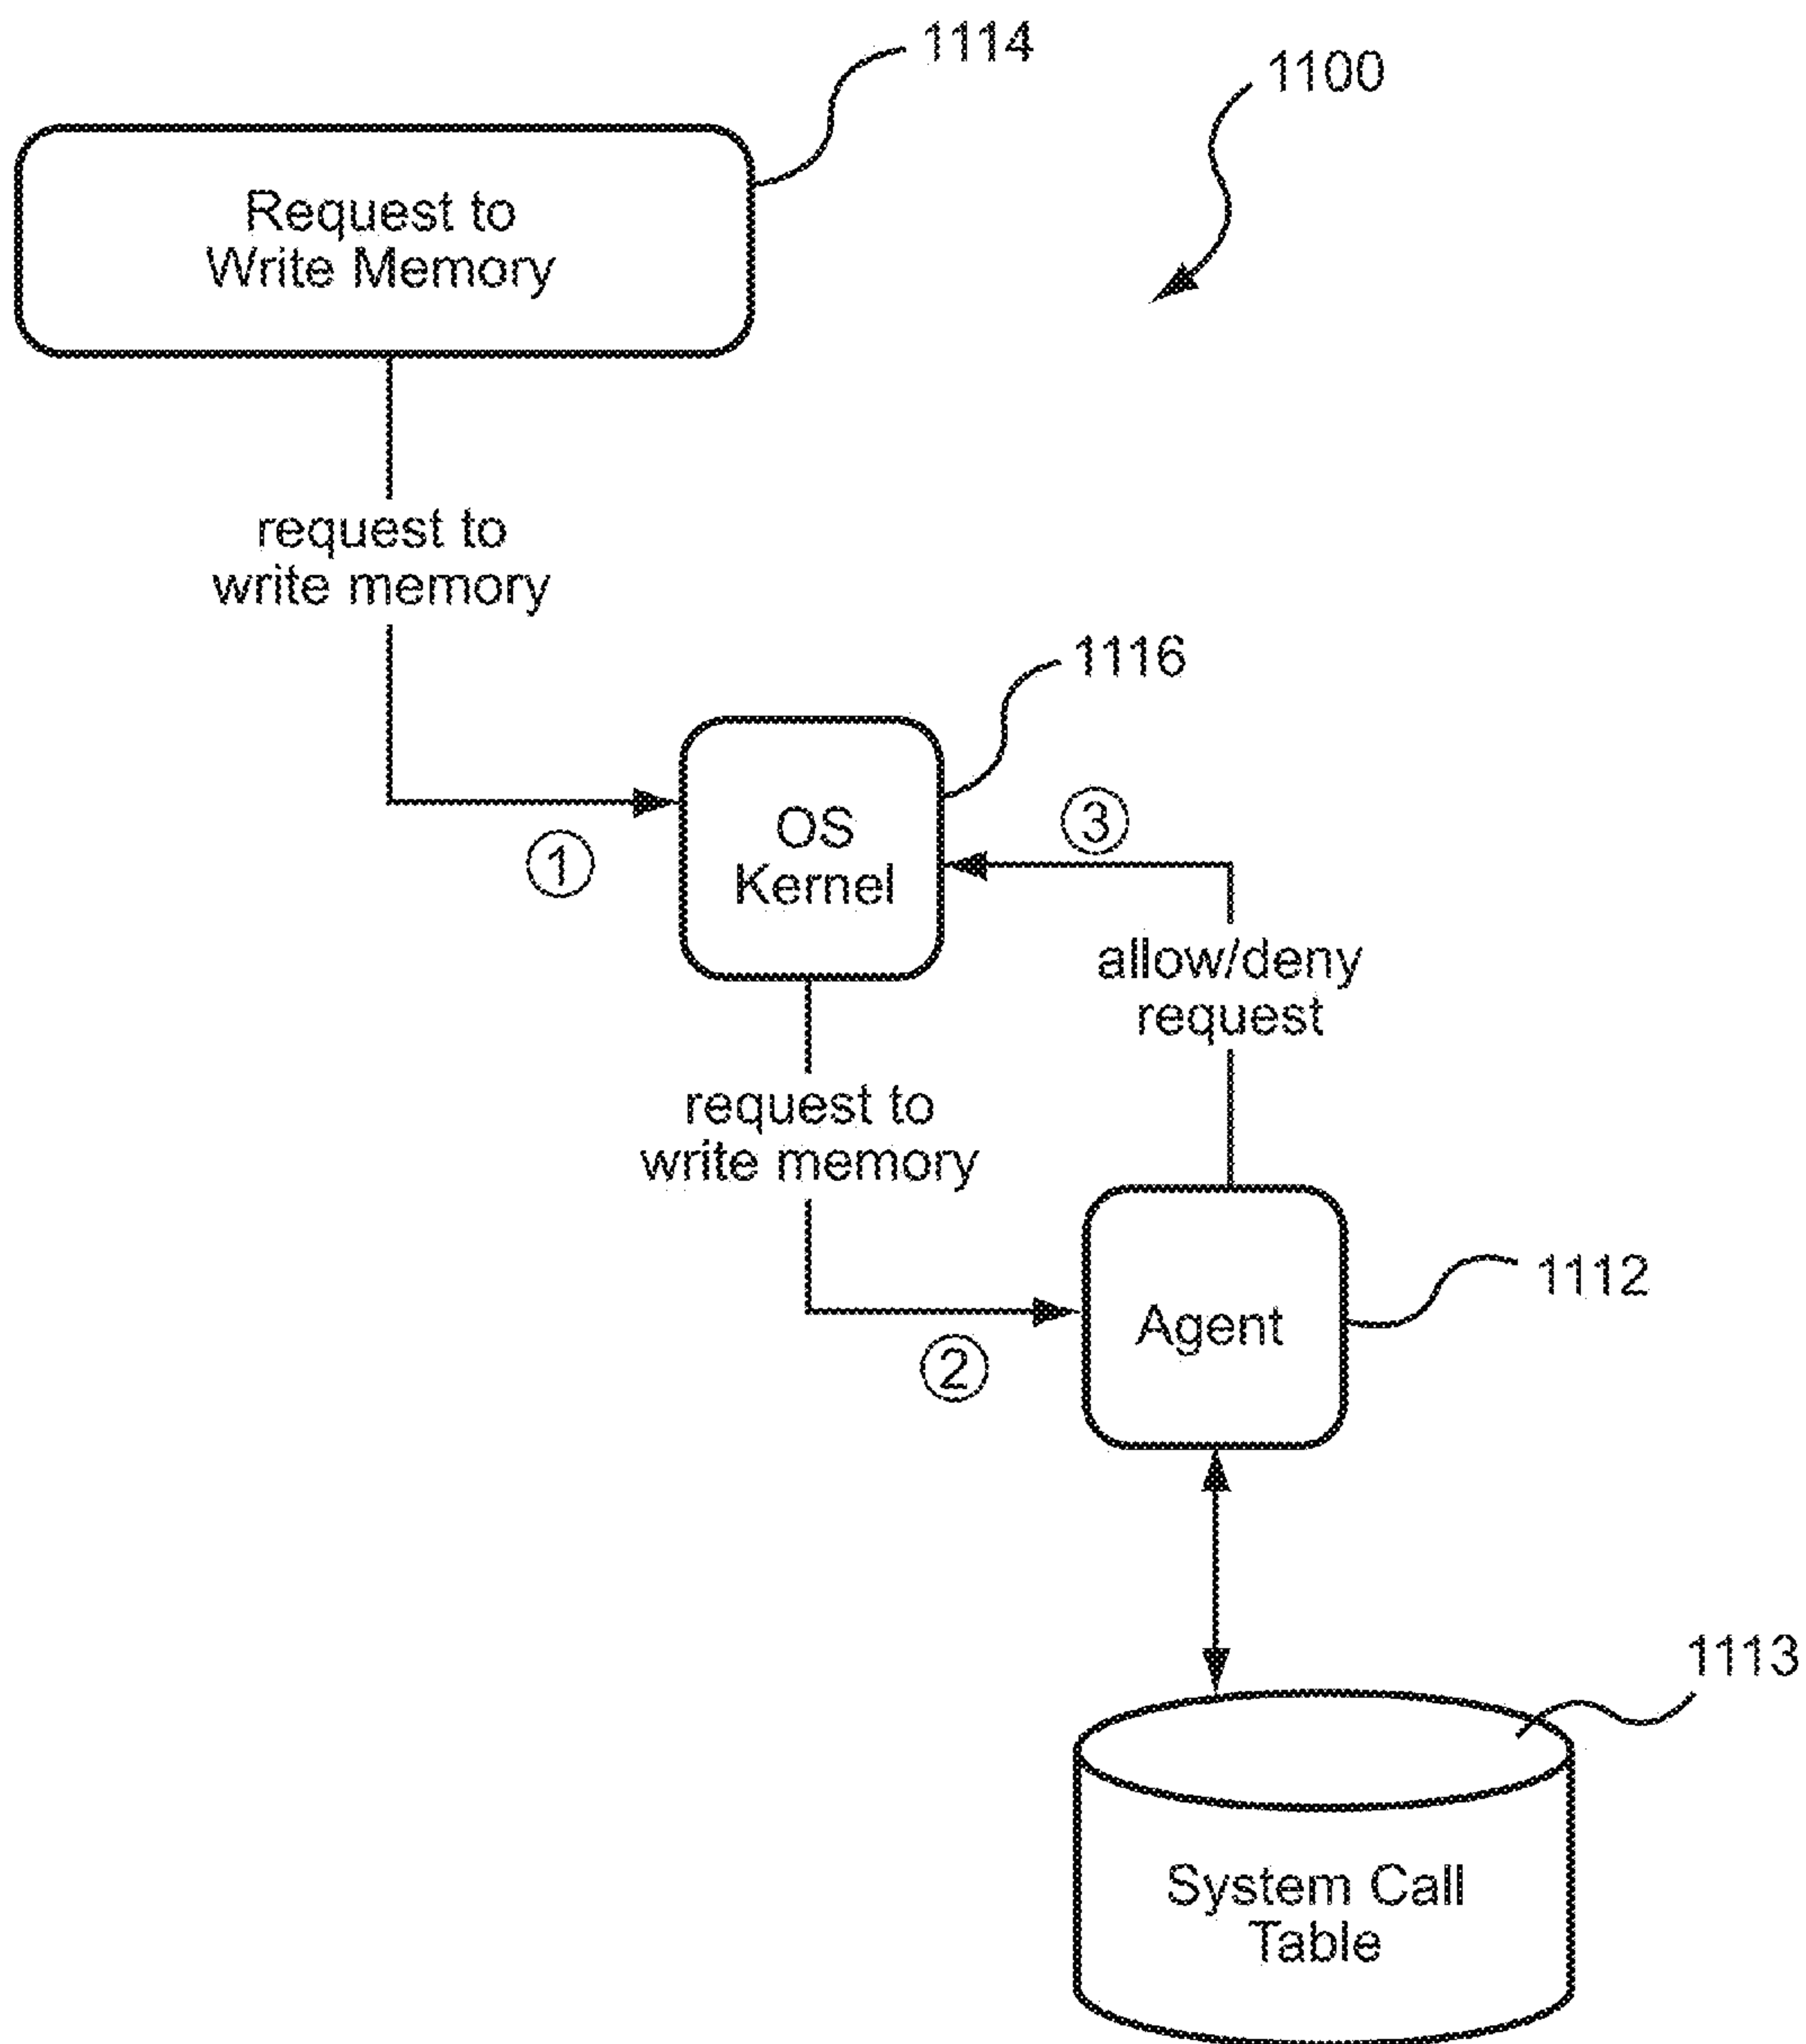 1114
1100
Request to
Write Memory
request to
write memory
1116
OS
Kernel
1
3
allow/deny
request
request to
write memory
1112
Agent
2
1113
System Call
Table